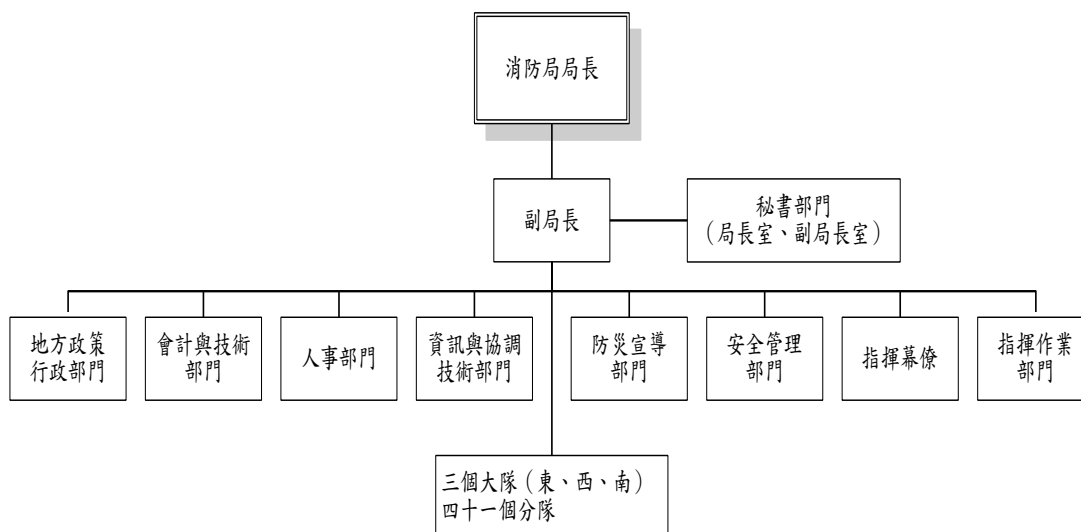 消防局局長
副局長
秘書部門
（局長室、副局長室）
地方政策
行政部門
會計與技術
部門
人事部門
資訊與協調
技術部門
防災宣導
部門
安全管理
部門
指揮幕僚
指揮作業
部門
三個大隊（東、西、南）
四十一個分隊